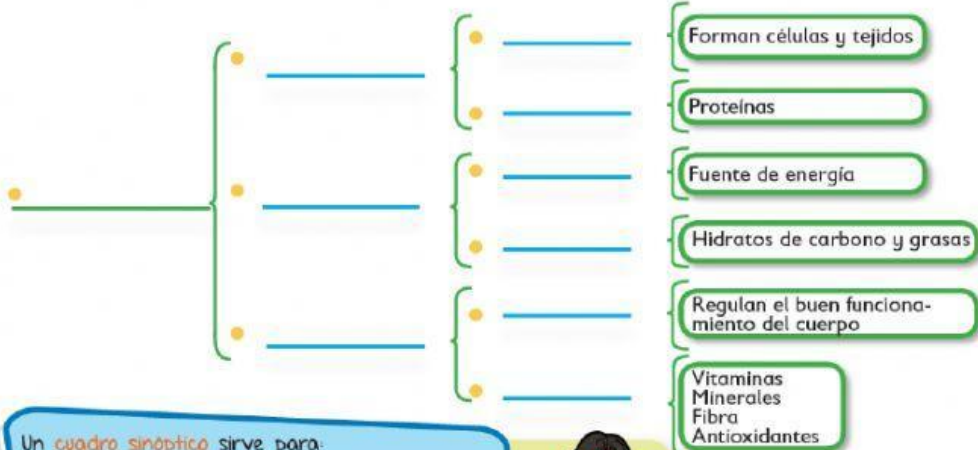 Forman células y tejidos
Proteínas
Fuente de energía
Hidratos de carbono y grasas
Regulan el buen funciona-
miento del cuerpo
Vitaminas
Minerales
Fibra
Antioxidantes
Un cuadro sinóptico sirve para: